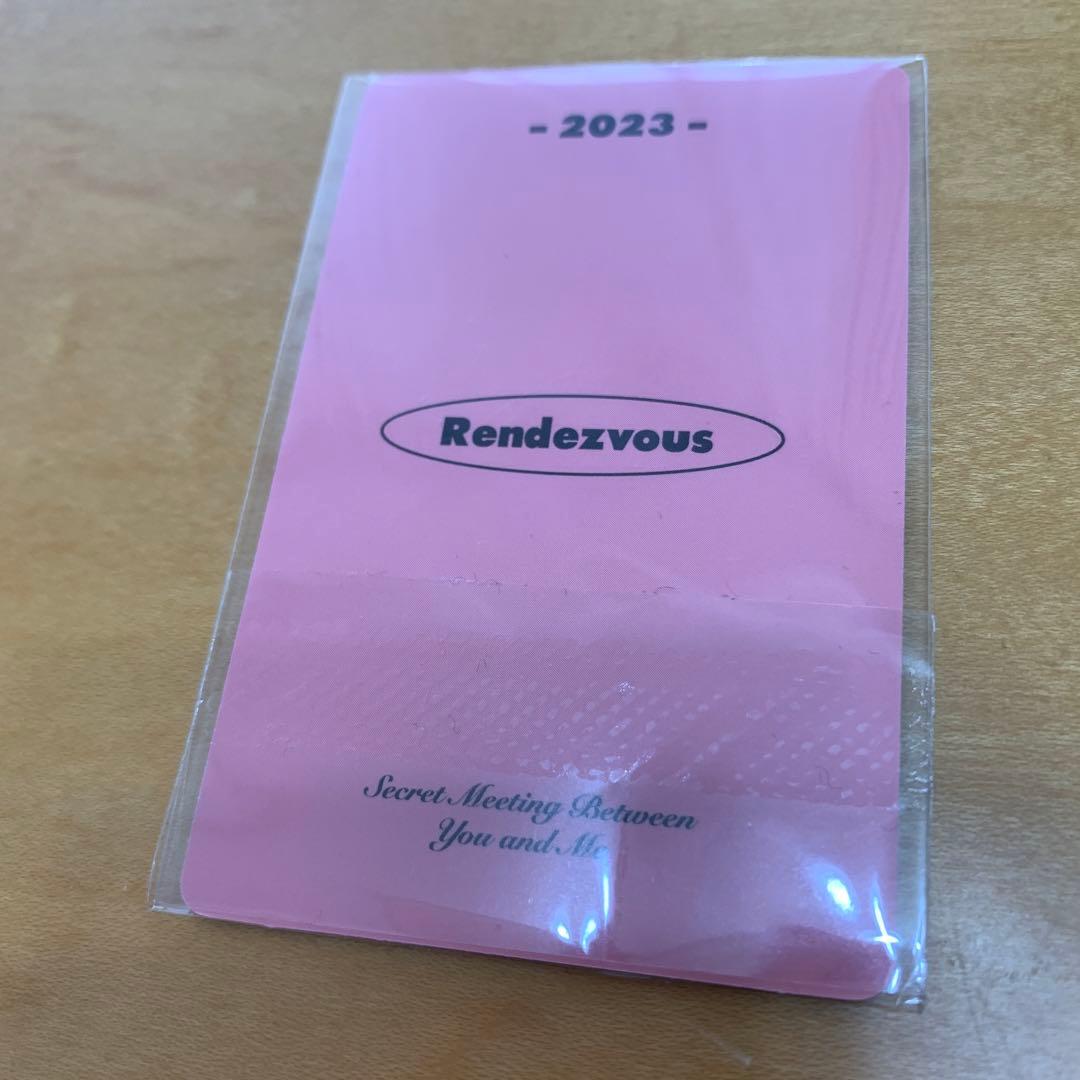 - 2023 -
Rendezvous
Secret Meeting Between
You and Me